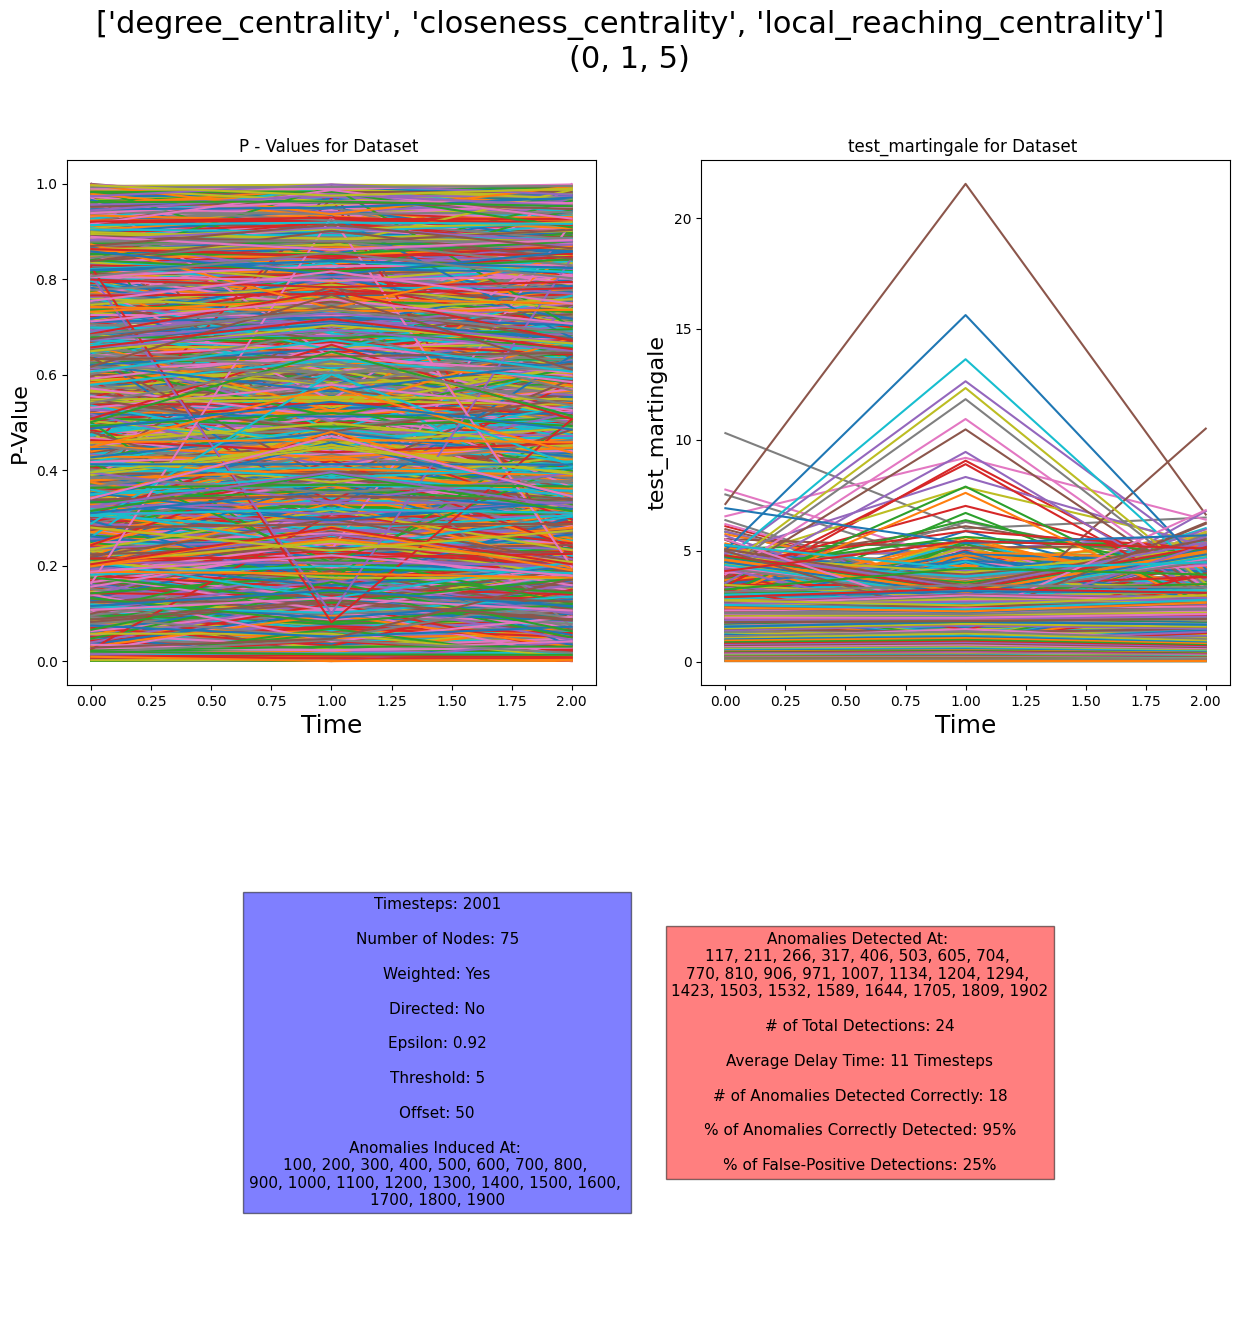 ['degree_centrality', 'closeness_centrality', 'local_reaching_centrality']
(0, 1, 5)
P - Values for Dataset
P-Value
1.0
0.8
0.6
0.4
0.2
0.0
0.00 0.25 0.50 0.75 1.00 1.25 1.50 1.75 2.00
Time
test_martingale for Dataset
test_martingale
20
15
10
5
0
0.00 0.25 0.50 0.75 1.00 1.25 1.50 1.75 2.00
Time
Timesteps: 2001
Number of Nodes: 75
Weighted: Yes
Directed: No
Epsilon: 0.92
Threshold: 5
Offset: 50
Anomalies Induced At:
100, 200, 300, 400, 500, 600, 700, 800,
900, 1000, 1100, 1200, 1300, 1400, 1500, 1600,
1700, 1800, 1900
Anomalies Detected At:
117, 211, 266, 317, 406, 503, 605, 704,
770, 810, 906, 971, 1007, 1134, 1204, 1294,
1423, 1503, 1532, 1589, 1644, 1705, 1809, 1902
# of Total Detections: 24
Average Delay Time: 11 Timesteps
# of Anomalies Detected Correctly: 18
% of Anomalies Correctly Detected: 95%
% of False-Positive Detections: 25%